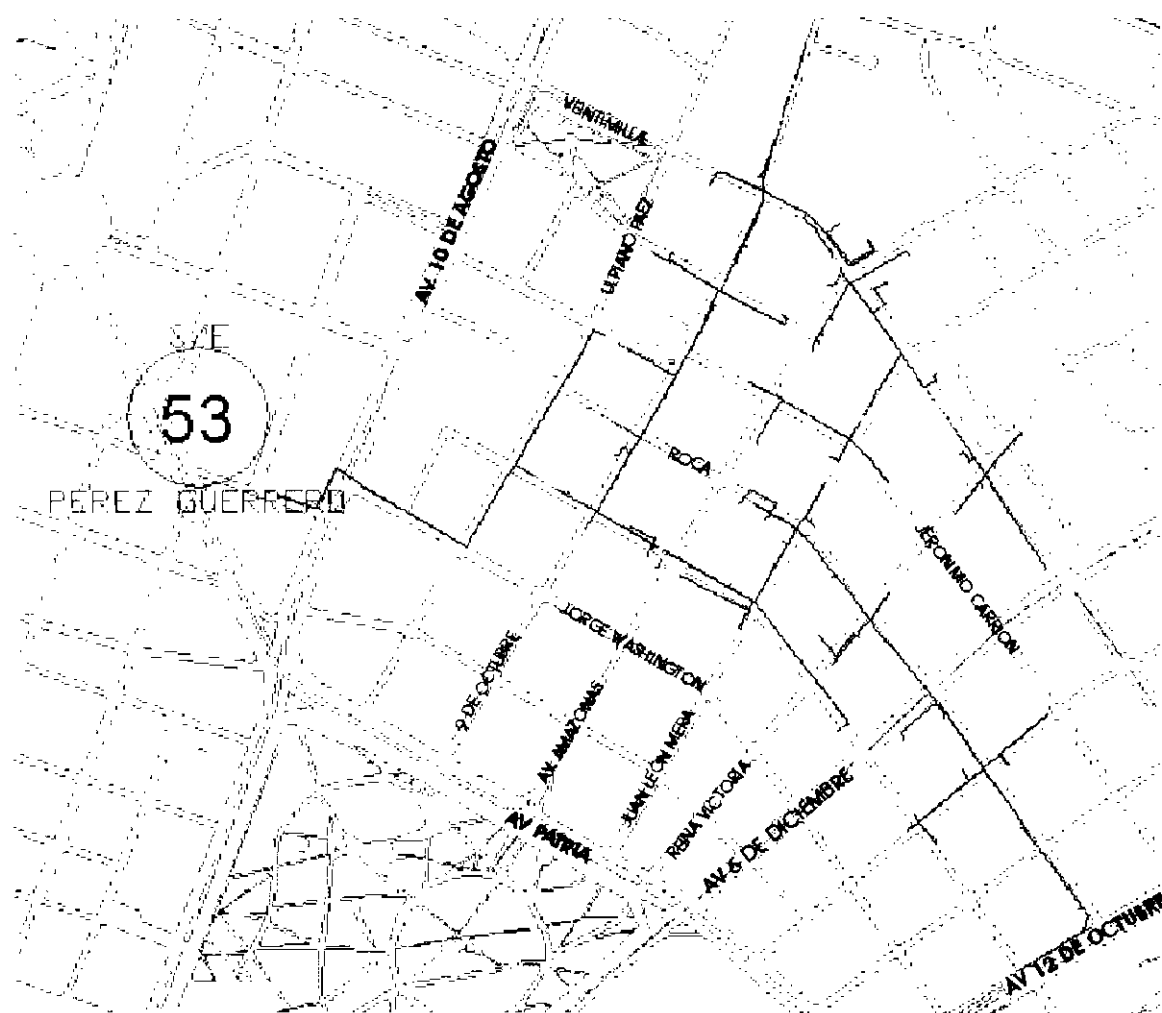 VENTIMILLA
AV. 10 DE AGOSTO
ULPIANO PAEZ
S/E
53
PEREZ GUERRERO
ROCA
JERONIMO CARRION
JORGE WASHINGTON
9 DE OCTUBRE
AV. AMAZONAS
JUAN LEON MERA
REINA VICTORIA
AV 6 DE DICIEMBRE
AV PATRIA
AV 12 DE OCTUBRE